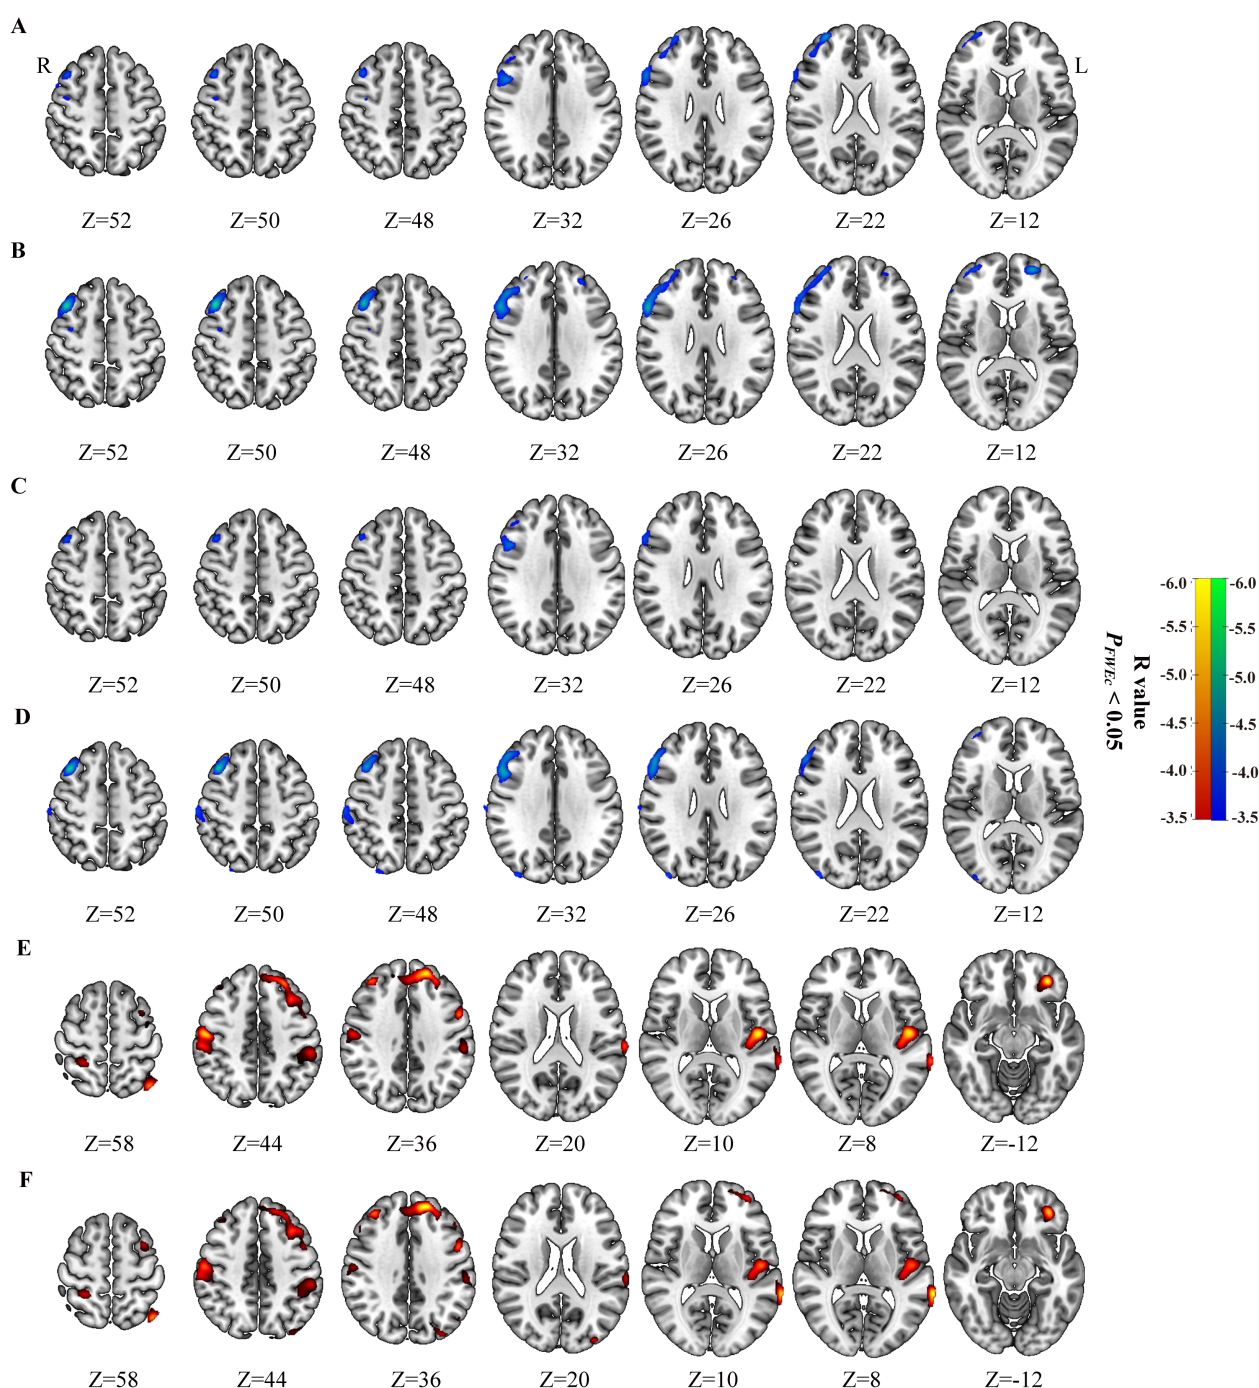 A
R
L
Z=52 Z=50 Z=48 Z=32 Z=26 Z=22 Z=12
B
Z=52 Z=50 Z=48 Z=32 Z=26 Z=22 Z=12
C
Z=52 Z=50 Z=48 Z=32 Z=26 Z=22 Z=12
D
Z=52 Z=50 Z=48 Z=32 Z=26 Z=22 Z=12
E
Z=58 Z=44 Z=36 Z=20 Z=10 Z=8 Z=-12
F
Z=58 Z=44 Z=36 Z=20 Z=10 Z=8 Z=-12
R value
P FWEc < 0.05
-6.0 -6.0
-5.5 -5.5
-5.0 -5.0
-4.5 -4.5
-4.0 -4.0
-3.5 -3.5